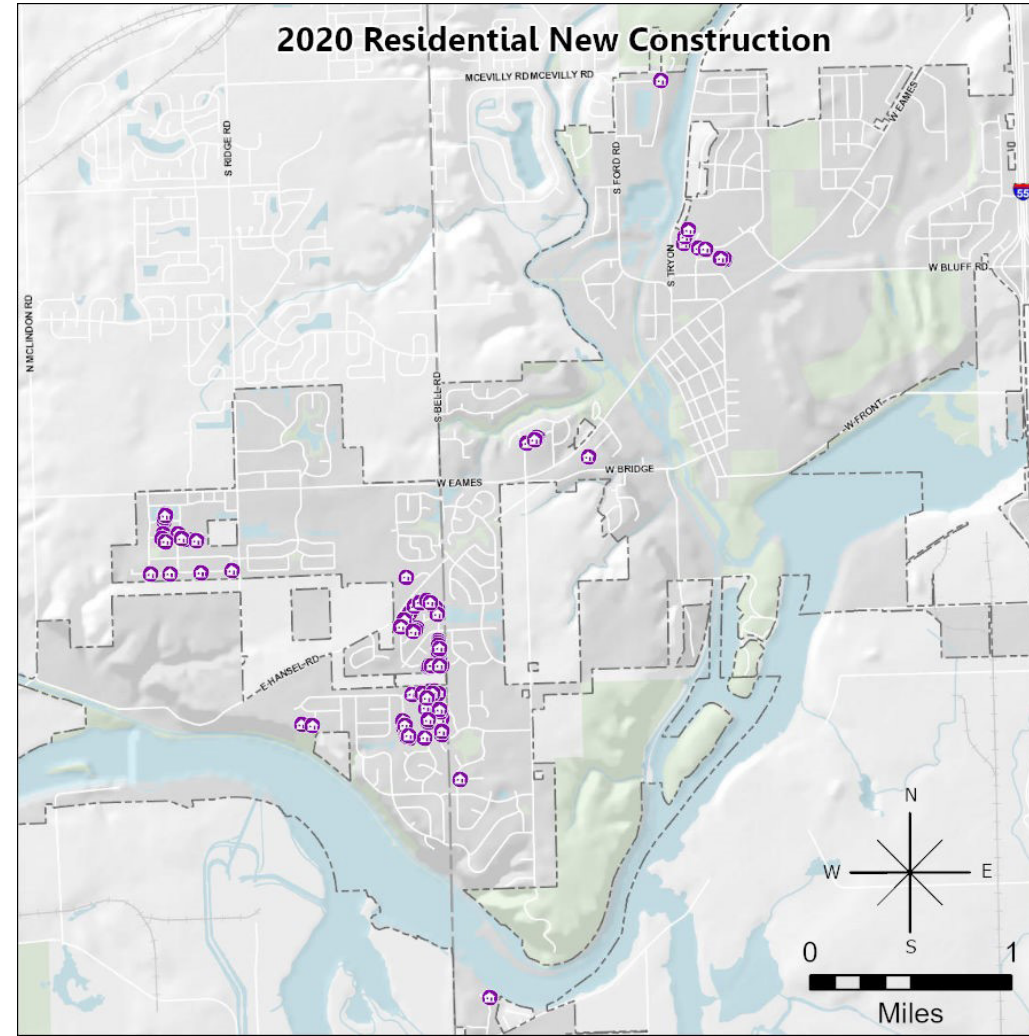 2020 Residential New Construction
MCEVILLY RD MCEVILLY RD
W EAMES
S RIDGE RD
S FORD RD
55
S TRYON
W BLUFF RD
N MCLINDON RD
S BELL RD
W FRONT
W BRIDGE
W EAMES
E HANSEL RD
N
W
E
S
0 1
Miles